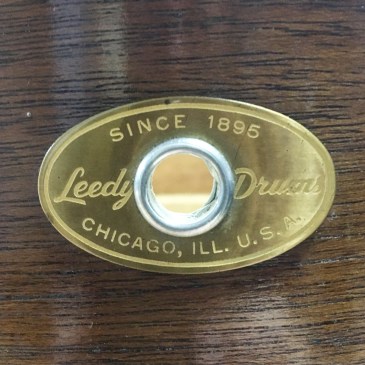 SINCE 1895
Leedy Drums
CHICAGO, ILL. U.S.A.